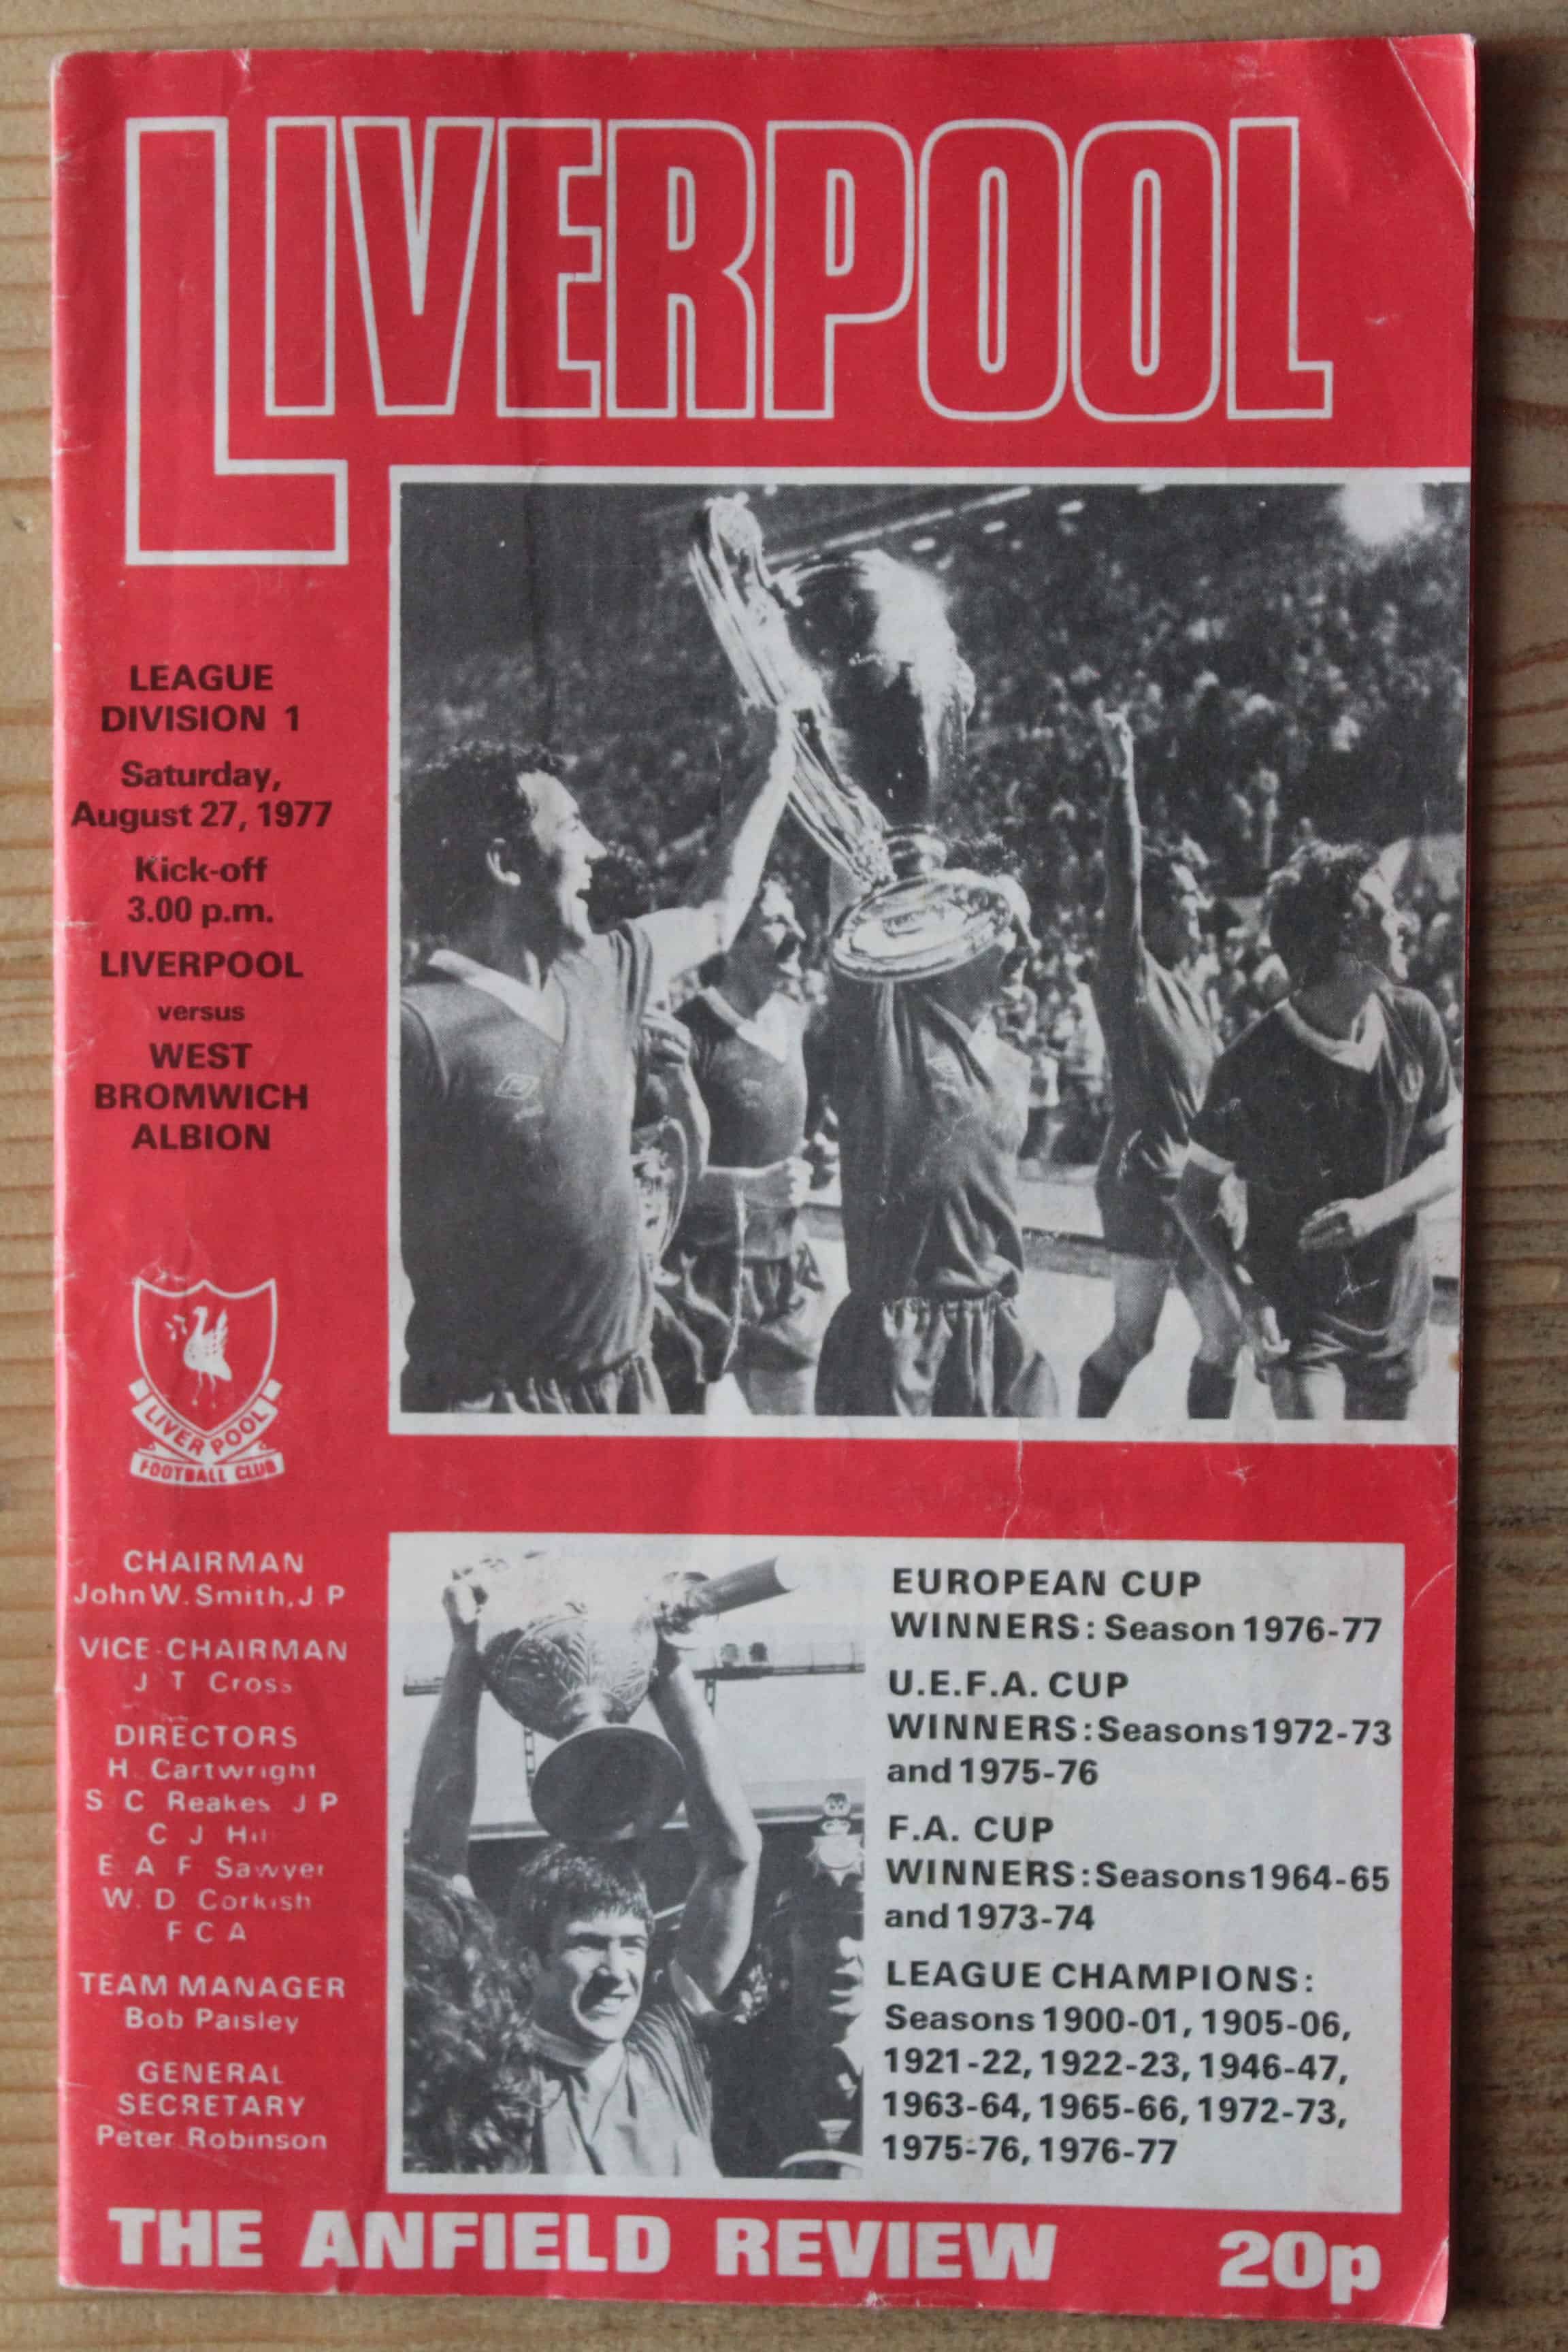 LIVERPOOL
LEAGUE
DIVISION 1
Saturday,
August 27, 1977
Kick-off
3.00 p.m.
LIVERPOOL
versus
WEST
BROMWICH
ALBION
LIVERPOOL
FOOTBALL CLUB
CHAIRMAN
John W. Smith, J. P
VICE-CHAIRMAN
J T Cross
DIRECTORS
H. Cartwright
S C Reakes J P
C J Hill
E A F Sawyer
W. D Corkish
F C A
TEAM MANAGER
Bob Paisley
GENERAL
SECRETARY
Peter Robinson
EUROPEAN CUP
WINNERS: Season 1976-77
U.E.F.A. CUP
WINNERS: Seasons 1972-73
and 1975-76
F.A. CUP
WINNERS: Seasons 1964-65
and 1973-74
LEAGUE CHAMPIONS:
Seasons 1900-01, 1905-06,
1921-22, 1922-23, 1946-47,
1963-64, 1965-66, 1972-73,
1975-76, 1976-77
THE ANFIELD REVIEW 20p